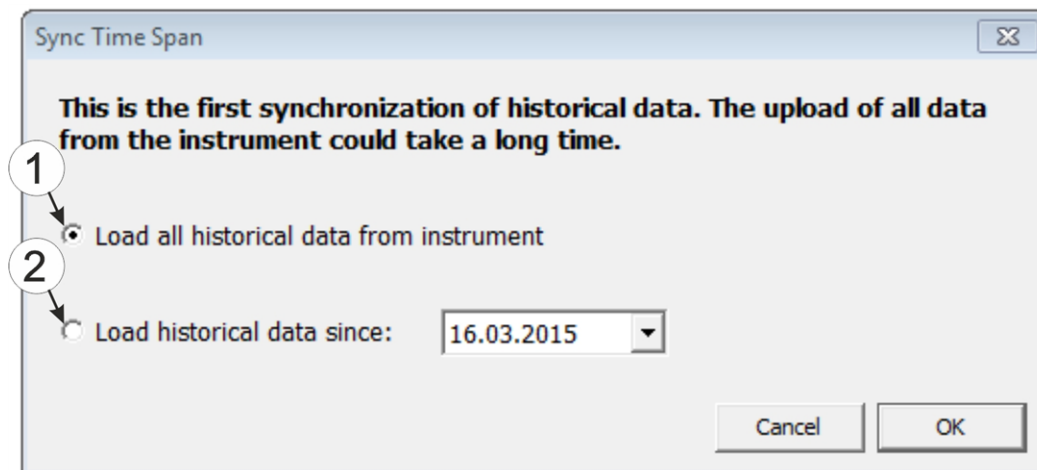 Sync Time Span
This is the first synchronization of historical data. The upload of all data
from the instrument could take a long time.
1
Load all historical data from instrument
2
Load historical data since: 16.03.2015
Cancel OK